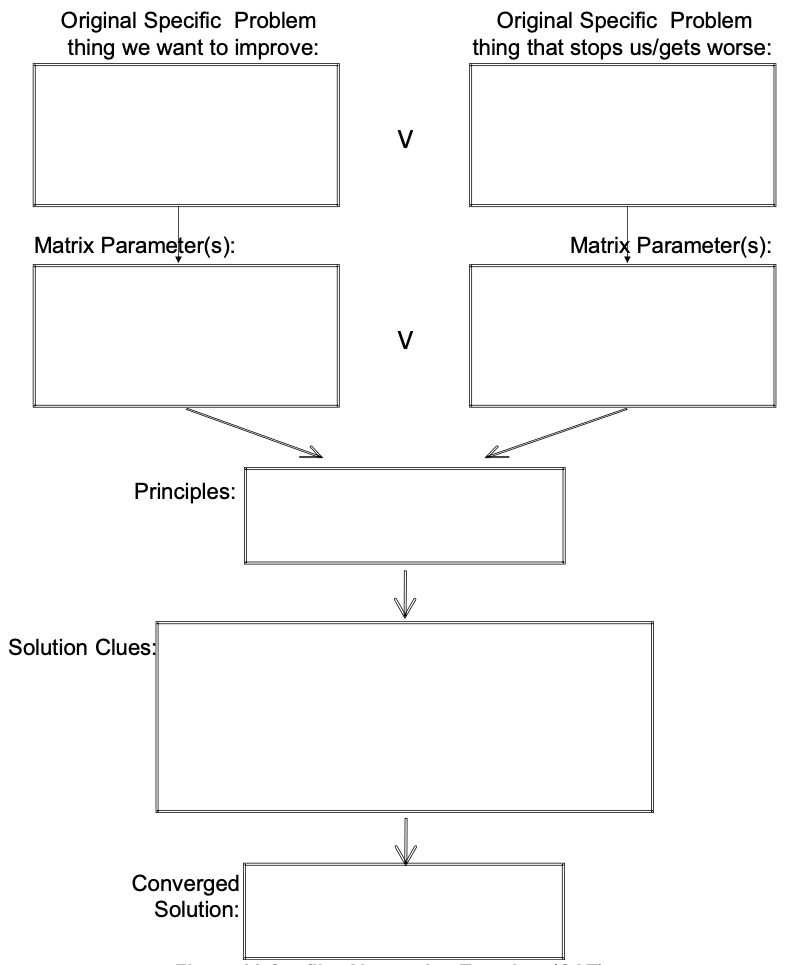 Original Specific Problem
thing we want to improve:
Original Specific Problem
thing that stops us/gets worse:
V
Matrix Parameter(s):
Matrix Parameter(s):
V
Principles:
Solution Clues:
Converged
Solution: